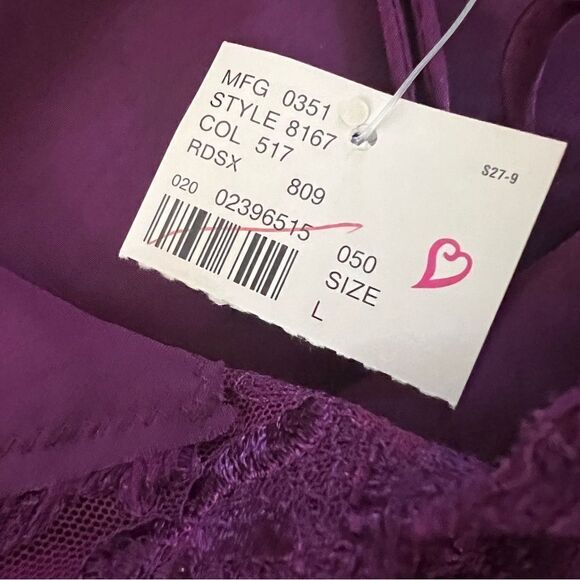 MFG 0351
STYLE 8167
COL 517
RDSX
809
S27-9
020 02396515
050
SIZE
L